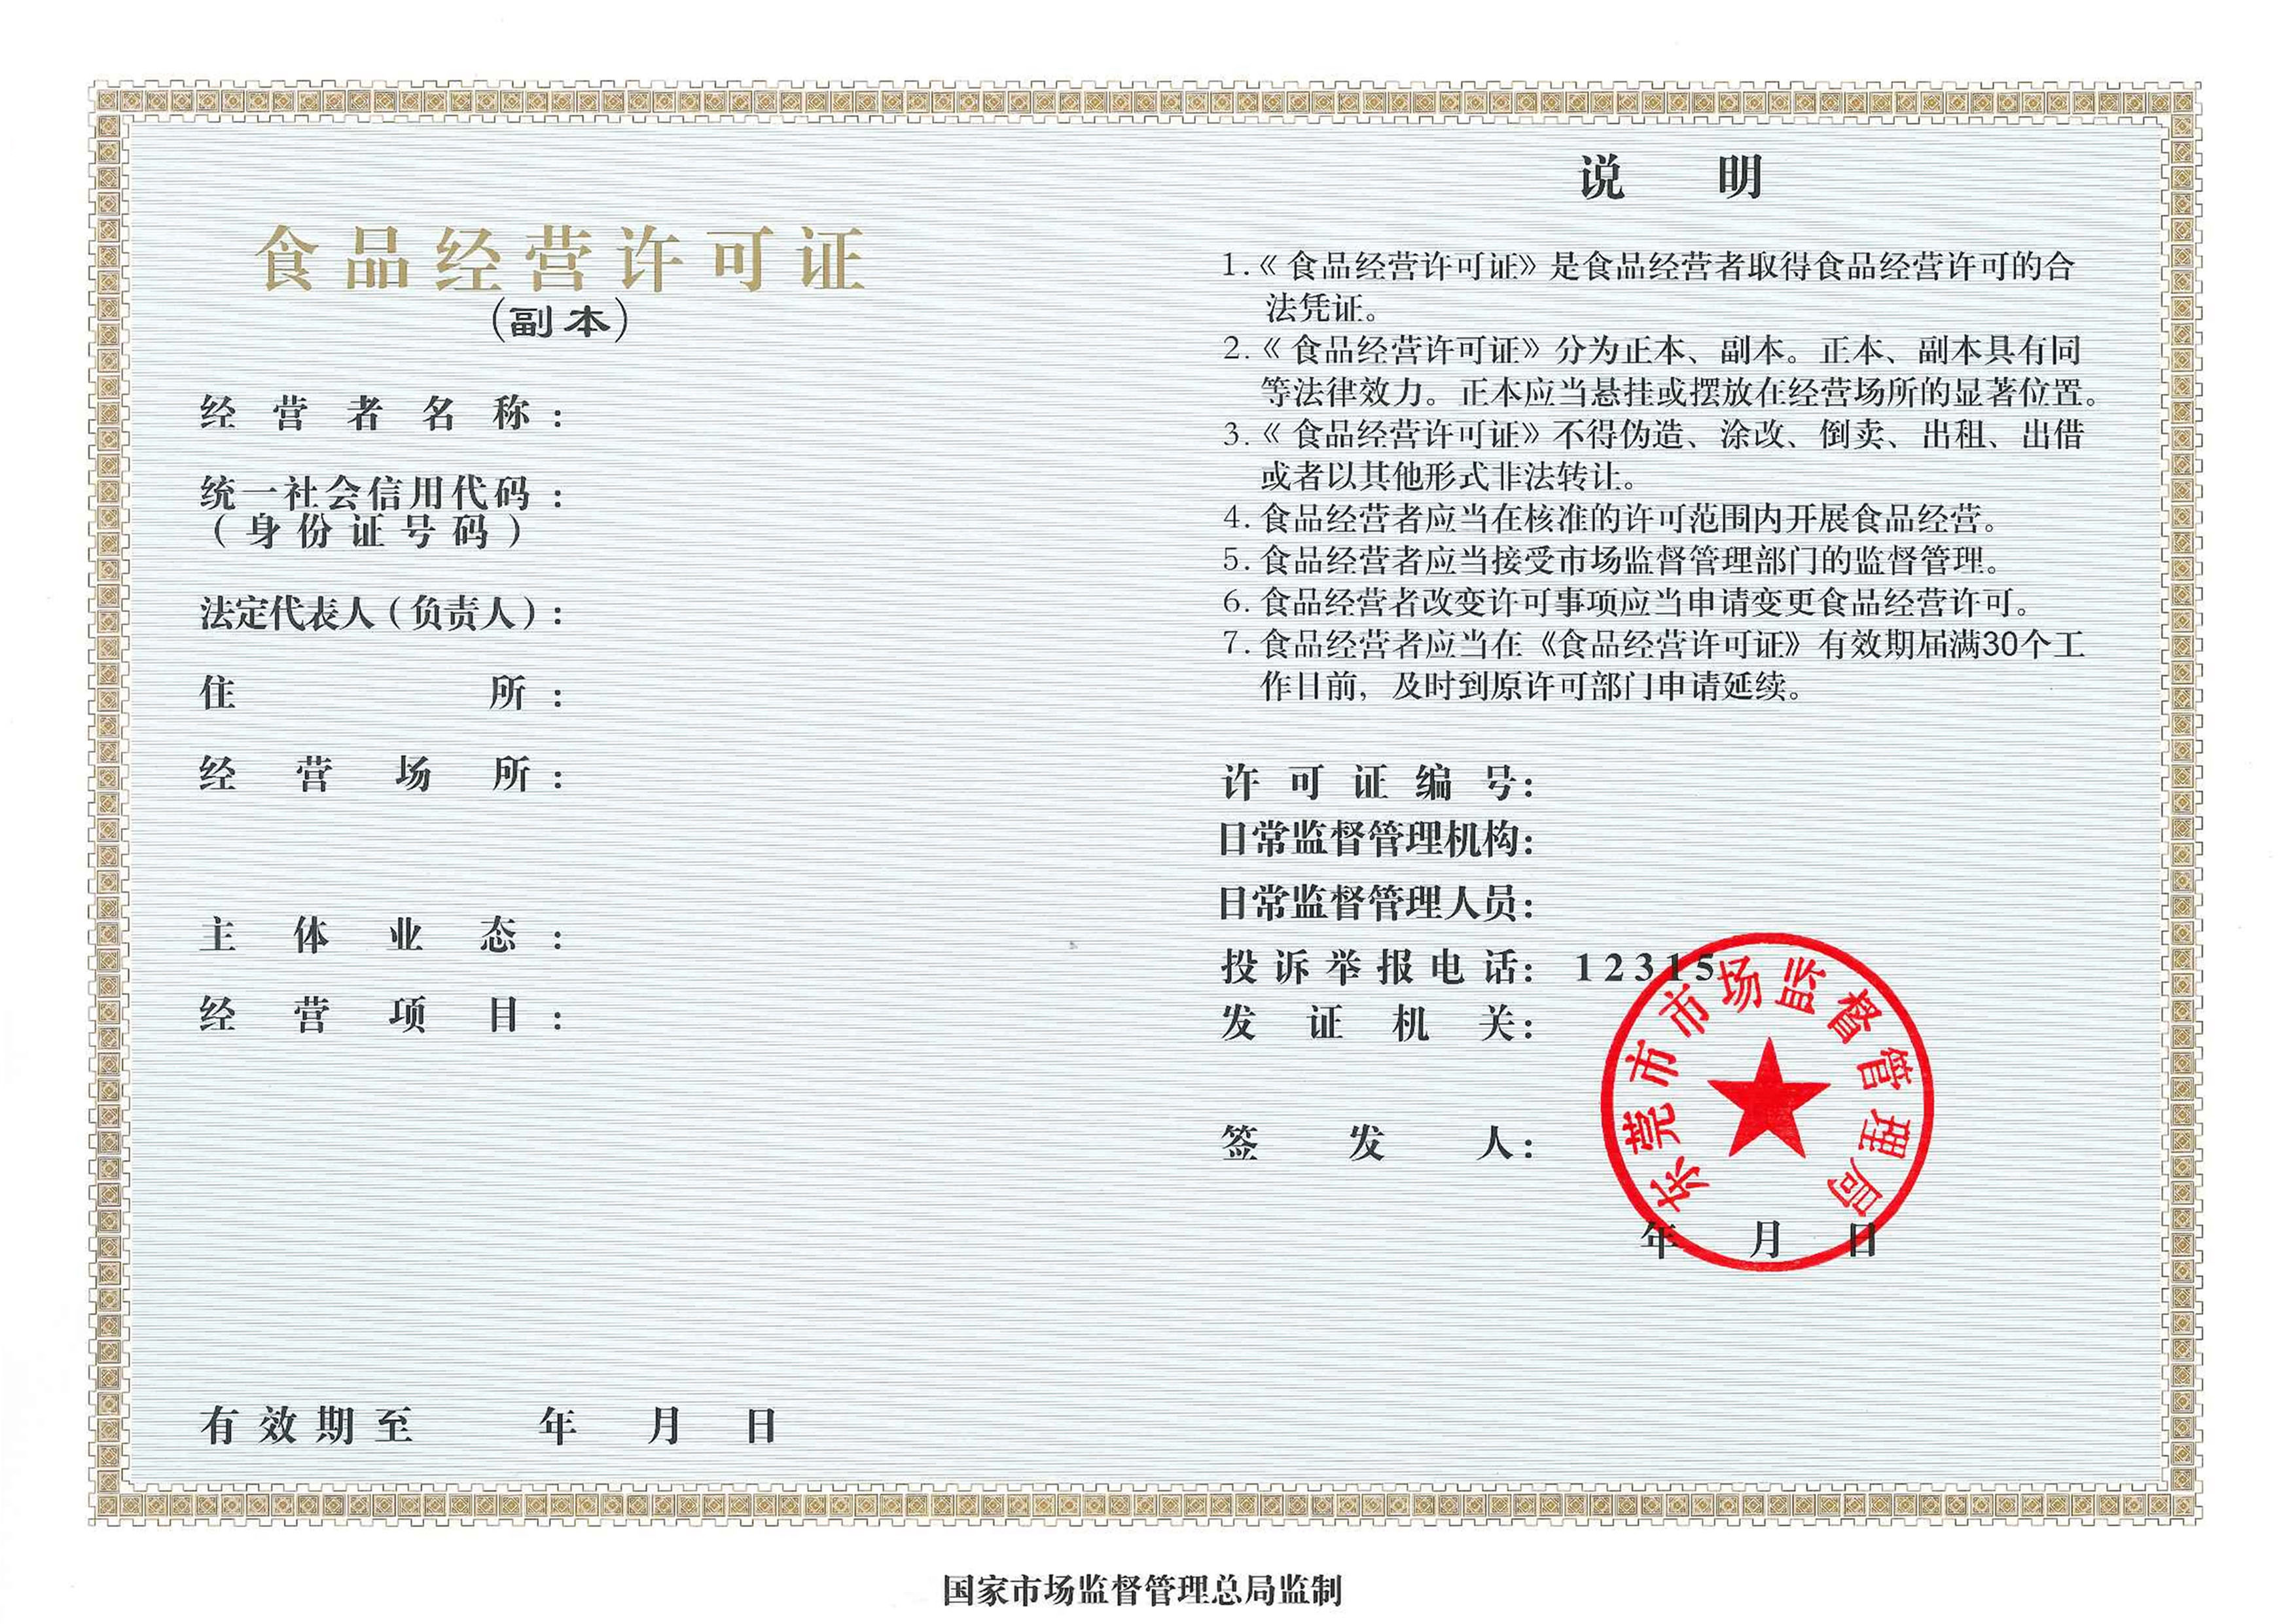 食品经营许可证
（副本）
经营者名称：
统一社会信用代码：
（身份证号码）
法定代表人（负责人）：
住所：
经营场所：
主体业态：
经营项目：
有效期至 年 月 日
说 明
1.《食品经营许可证》是食品经营者取得食品经营许可的合
法凭证。
2.《食品经营许可证》分为正本、副本。正本、副本具有同
等法律效力。正本应当悬挂或摆放在经营场所的显著位置。
3.《食品经营许可证》不得伪造、涂改、倒卖、出租、出借
或者以其他形式非法转让。
4. 食品经营者应当在核准的许可范围内开展食品经营。
5. 食品经营者应当接受市场监督管理部门的监督管理。
6. 食品经营者改变许可事项应当申请变更食品经营许可。
7. 食品经营者应当在《食品经营许可证》有效期届满30个工
作日前，及时到原许可部门申请延续。
许可证编号：
日常监督管理机构：
日常监督管理人员：
投诉举报电话：12315
发证机关：
签发人：
东莞市市场监督管理局
年 月 日
国家市场监督管理总局监制